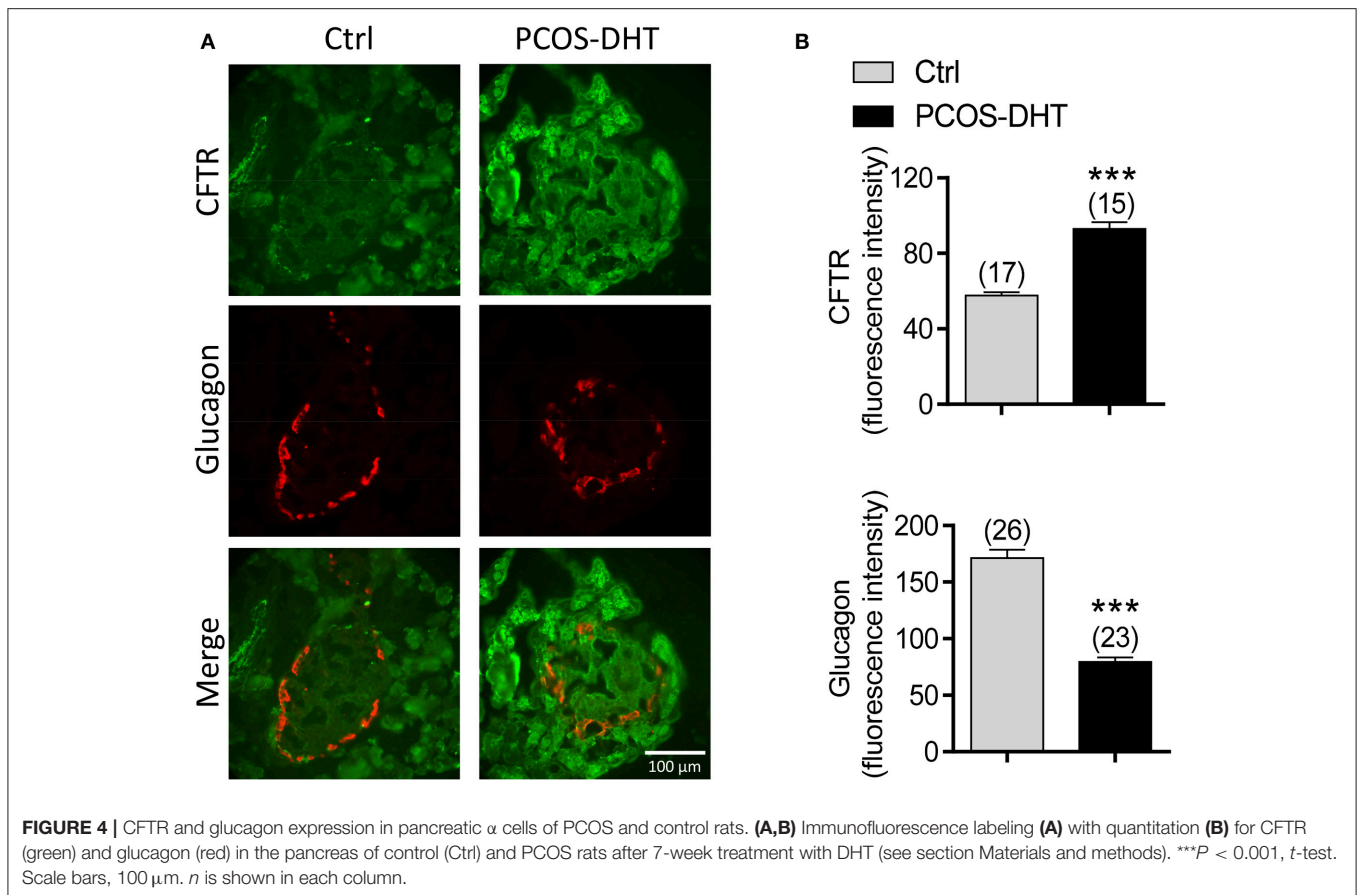 A
Ctrl
PCOS-DHT
CFTR
Glucagon
Merge
100 µm
B
Ctrl
PCOS-DHT
CFTR
(fluorescence intensity)
120
80
40
0
(17)
***
(15)
Glucagon
(fluorescence intensity)
200
150
100
50
0
(26)
***
(23)
FIGURE 4 | CFTR and glucagon expression in pancreatic α cells of PCOS and control rats. (A,B) Immunofluorescence labeling (A) with quantitation (B) for CFTR
(green) and glucagon (red) in the pancreas of control (Ctrl) and PCOS rats after 7-week treatment with DHT (see section Materials and methods). ***P < 0.001, t-test.
Scale bars, 100 µm. n is shown in each column.